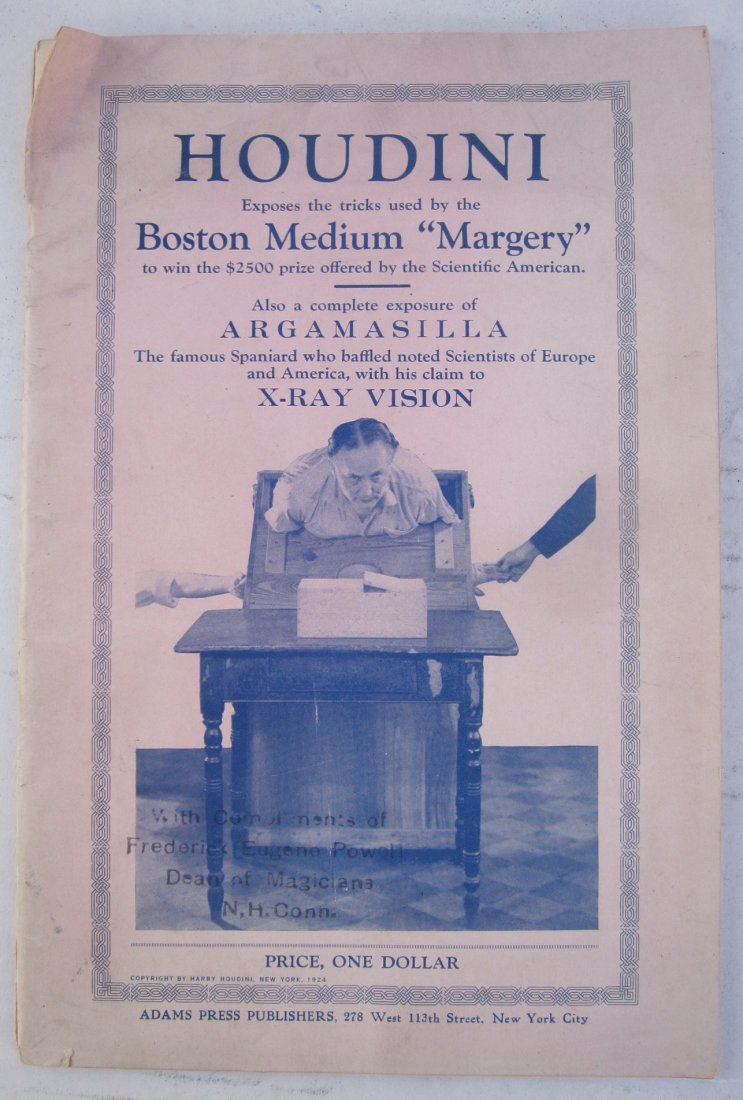 HOUDINI
Exposes the tricks used by the
Boston Medium “Margery”
to win the $2500 prize offered by the Scientific American.
Also a complete exposure of
ARGAMASILLA
The famous Spaniard who baffled noted Scientists of Europe
and America, with his claim to
X-RAY VISION
With Compliments of
Frederick Eugene Powell
Dean of Magicians
N.H.Conn.
PRICE, ONE DOLLAR
COPYRIGHT BY HARRY HOUDINI, NEW YORK, 1924
ADAMS PRESS PUBLISHERS, 278 West 113th Street, New York City